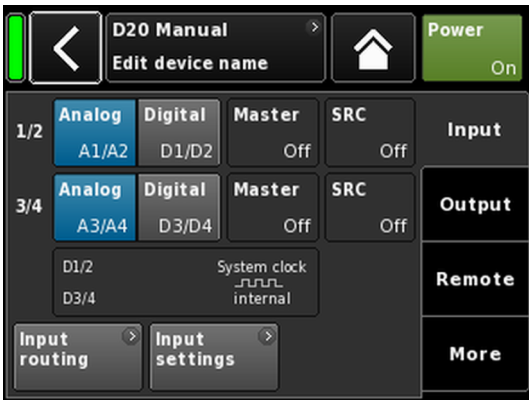 D20 Manual
Edit device name
Power
On
1/2
Analog
A1/A2
Digital
D1/D2
Master
Off
SRC
Off
Input
3/4
Analog
A3/A4
Digital
D3/D4
Master
Off
SRC
Off
Output
D1/2
D3/4
System clock
internal
Remote
Input
routing
Input
settings
More